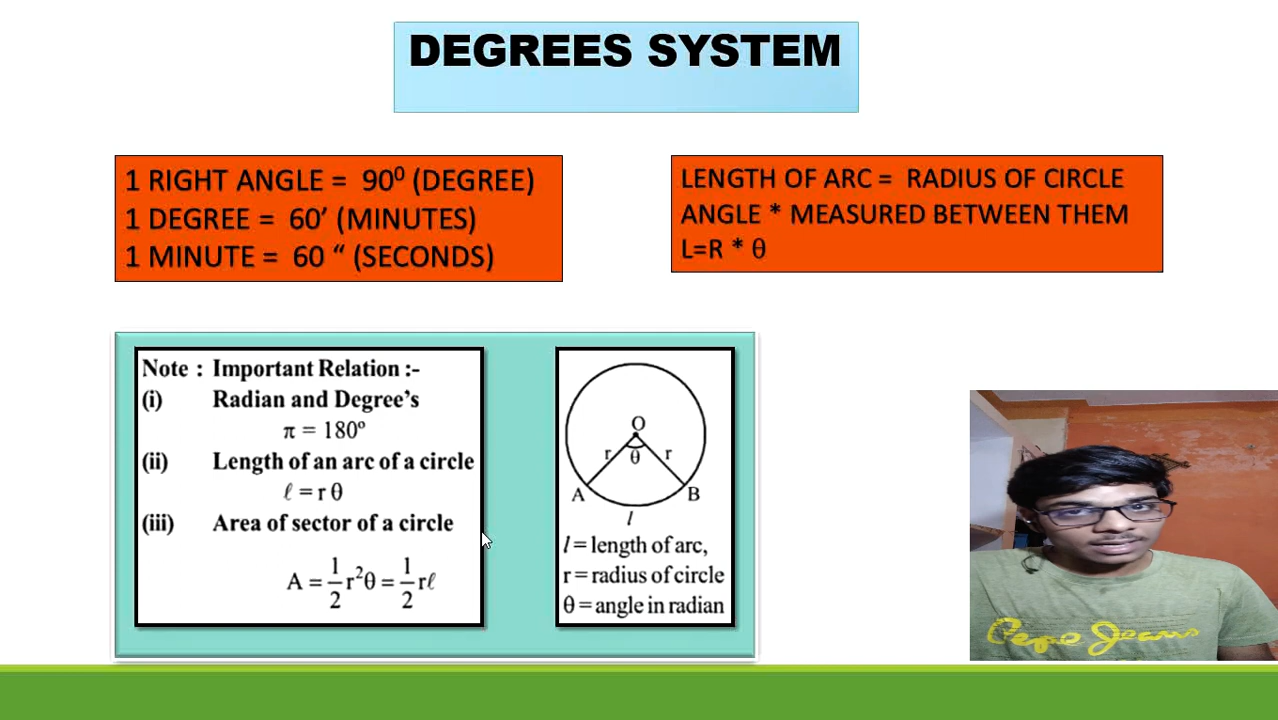 DEGREES SYSTEM
1 RIGHT ANGLE = 90⁰ (DEGREE)
1 DEGREE = 60’ (MINUTES)
1 MINUTE = 60 “ (SECONDS)
LENGTH OF ARC = RADIUS OF CIRCLE
ANGLE * MEASURED BETWEEN THEM
L=R * θ
Note : Important Relation :-
(i) Radian and Degree’s
π = 180º
(ii) Length of an arc of a circle
ℓ = r θ
(iii) Area of sector of a circle
A = 1/2 r²θ = 1/2 rℓ
O
r θ r
A B
l
l = length of arc,
r = radius of circle
θ = angle in radian
Pepe Jeans